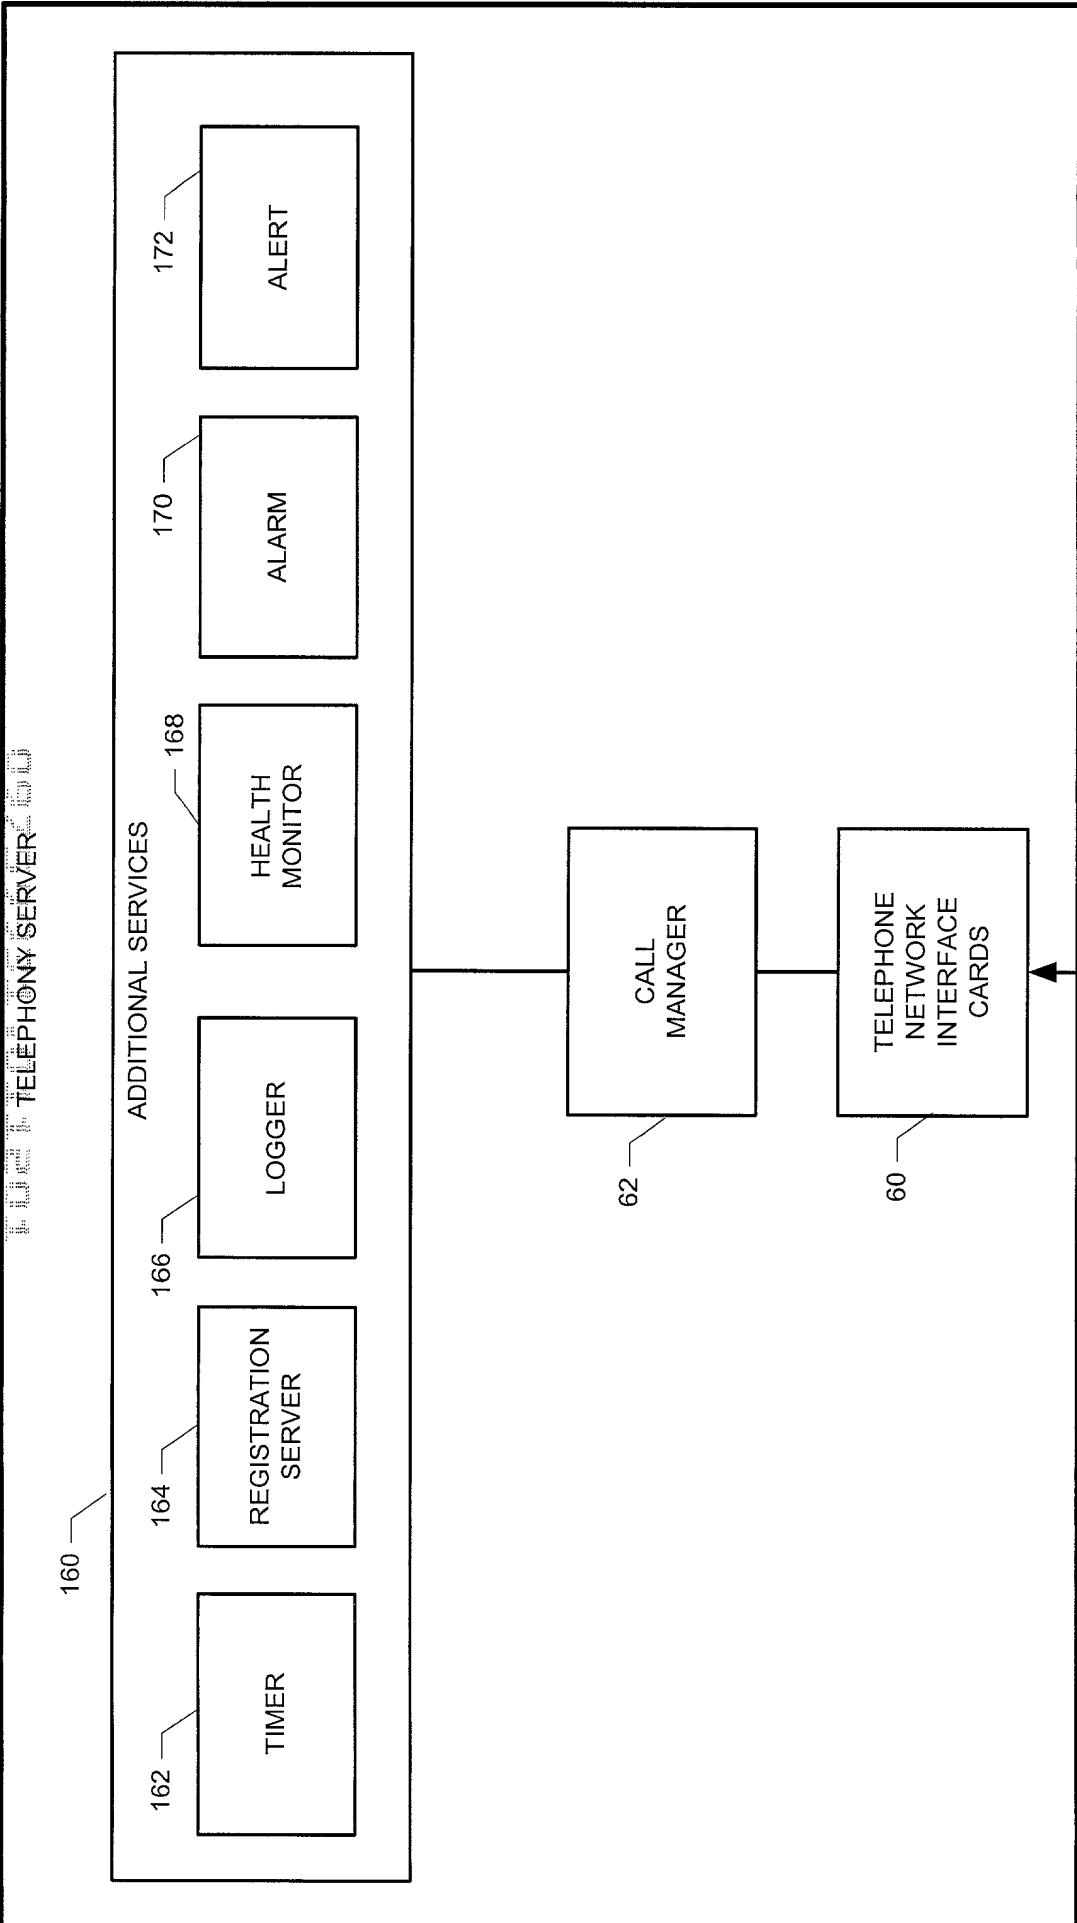 TELEPHONY SERVER
160
ADDITIONAL SERVICES
162
164
166
168
170
172
TIMER
REGISTRATION
SERVER
LOGGER
HEALTH
MONITOR
ALARM
ALERT
62
CALL
MANAGER
60
TELEPHONE
NETWORK
INTERFACE
CARDS